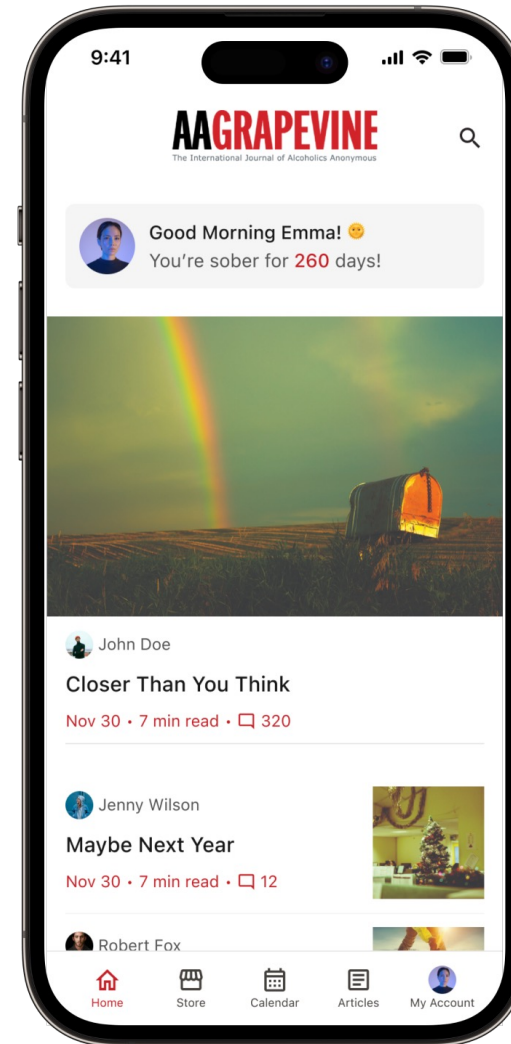 9:41
AAGRAPEVINE
The International Journal of Alcoholics Anonymous
Good Morning Emma!
You're sober for 260 days!
John Doe
Closer Than You Think
Nov 30 • 7 min read • 320
Jenny Wilson
Maybe Next Year
Nov 30 • 7 min read • 12
Robert Fox
Home Store Calendar Articles My Account